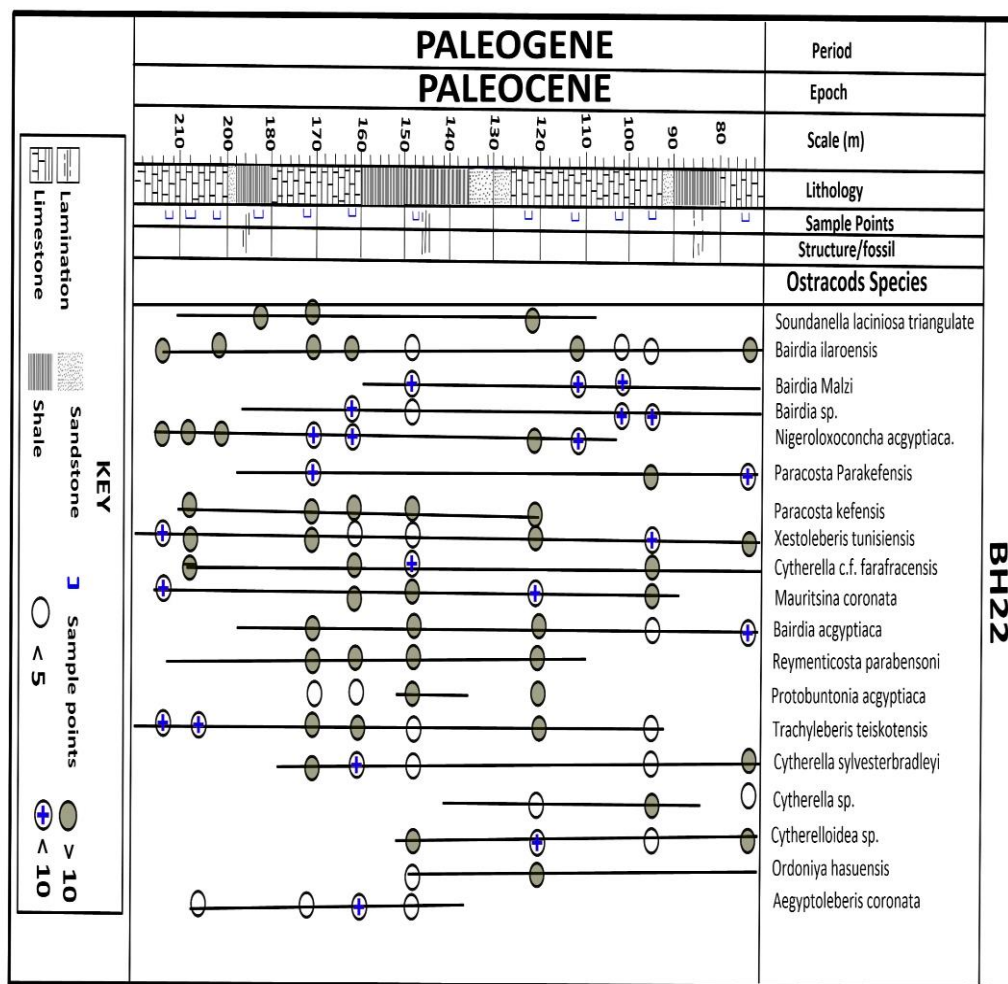 PALEOGENE
Period
PALEOCENE
Epoch
210
200
190
180
170
160
150
140
130
120
110
100
90
80
Scale (m)
Lithology
Sample Points
Structure/fossil
Ostracods Species
Soundanella laciniosa triangulate
Bairdia ilaroensis
Bairdia Malzi
Bairdia sp.
Nigeroloxoconcha acgyptiaca.
Paracosta Parakefensis
Paracosta kefensis
Xestoleberis tunisiensis
Cytherella c.f. farafracensis
Mauritsina coronata
Bairdia acgyptiaca
Reymenticosta parabensoni
Protobuntonia acgyptiaca
Trachyleberis teiskotensis
Cytherella sylvesterbradleyi
Cytherella sp.
Cytherelloidea sp.
Ordoniya hasuensis
Aegyptoleberis coronata
BH22
KEY
Lamination
Sandstone
Sample points
> 10
Limestone
Shale
< 5
< 10